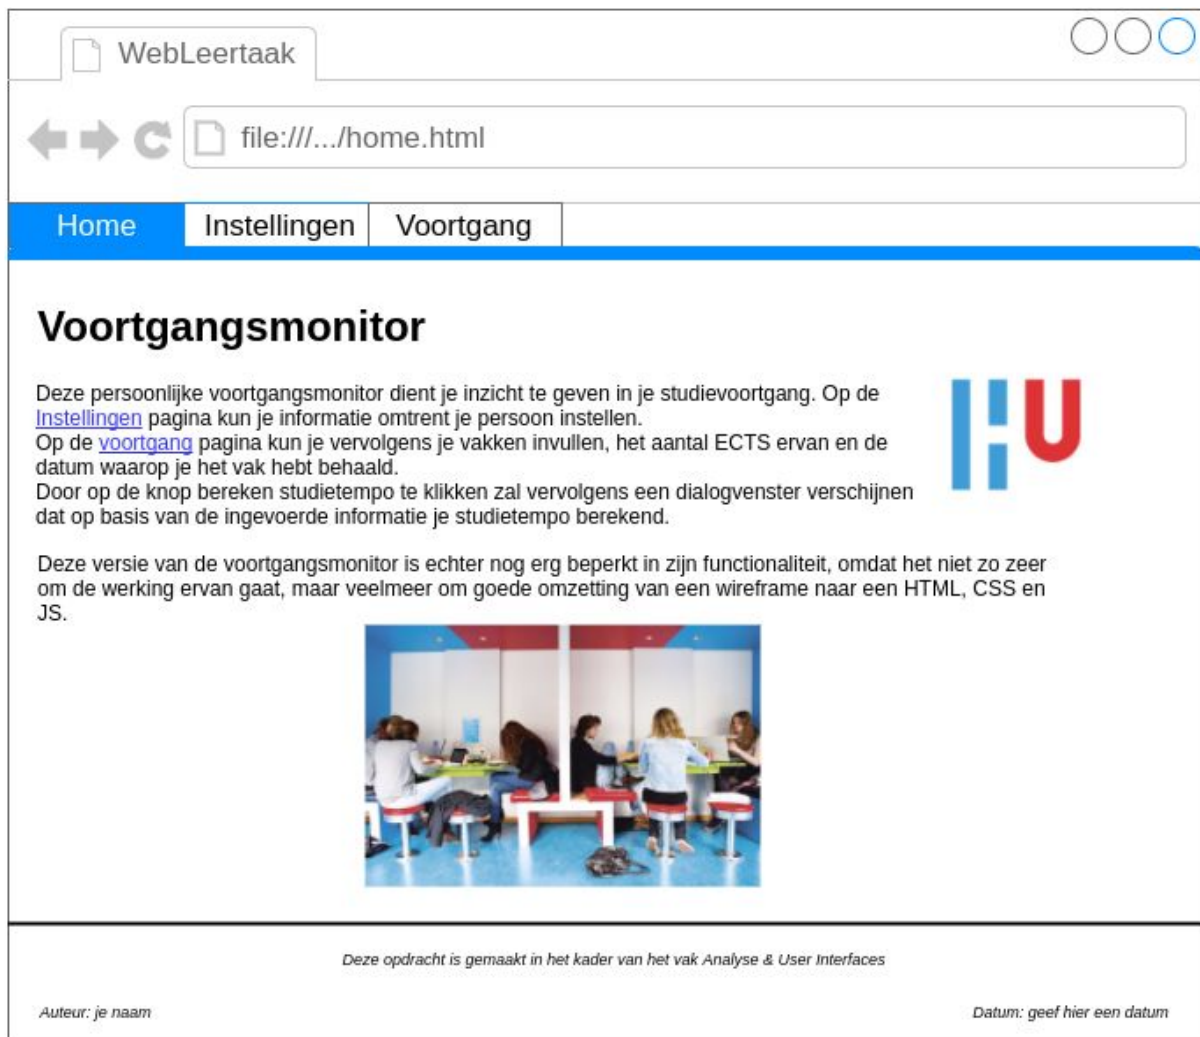 WebLeertaak
file:///.../home.html
Home Instellingen Voortgang
Voortgangsmonitor
Deze persoonlijke voortgangsmonitor dient je inzicht te geven in je studievoortgang. Op de
Instellingen pagina kun je informatie omtrent je persoon instellen.
Op de voortgang pagina kun je vervolgens je vakken invullen, het aantal ECTS ervan en de
datum waarop je het vak hebt behaald.
Door op de knop bereken studietempo te klikken zal vervolgens een dialogvenster verschijnen
dat op basis van de ingevoerde informatie je studietempo berekend.
HU
Deze versie van de voortgangsmonitor is echter nog erg beperkt in zijn functionaliteit, omdat het niet zo zeer
om de werking ervan gaat, maar veelmeer om goede omzetting van een wireframe naar een HTML, CSS en
JS.
Deze opdracht is gemaakt in het kader van het vak Analyse & User Interfaces
Auteur: je naam
Datum: geef hier een datum